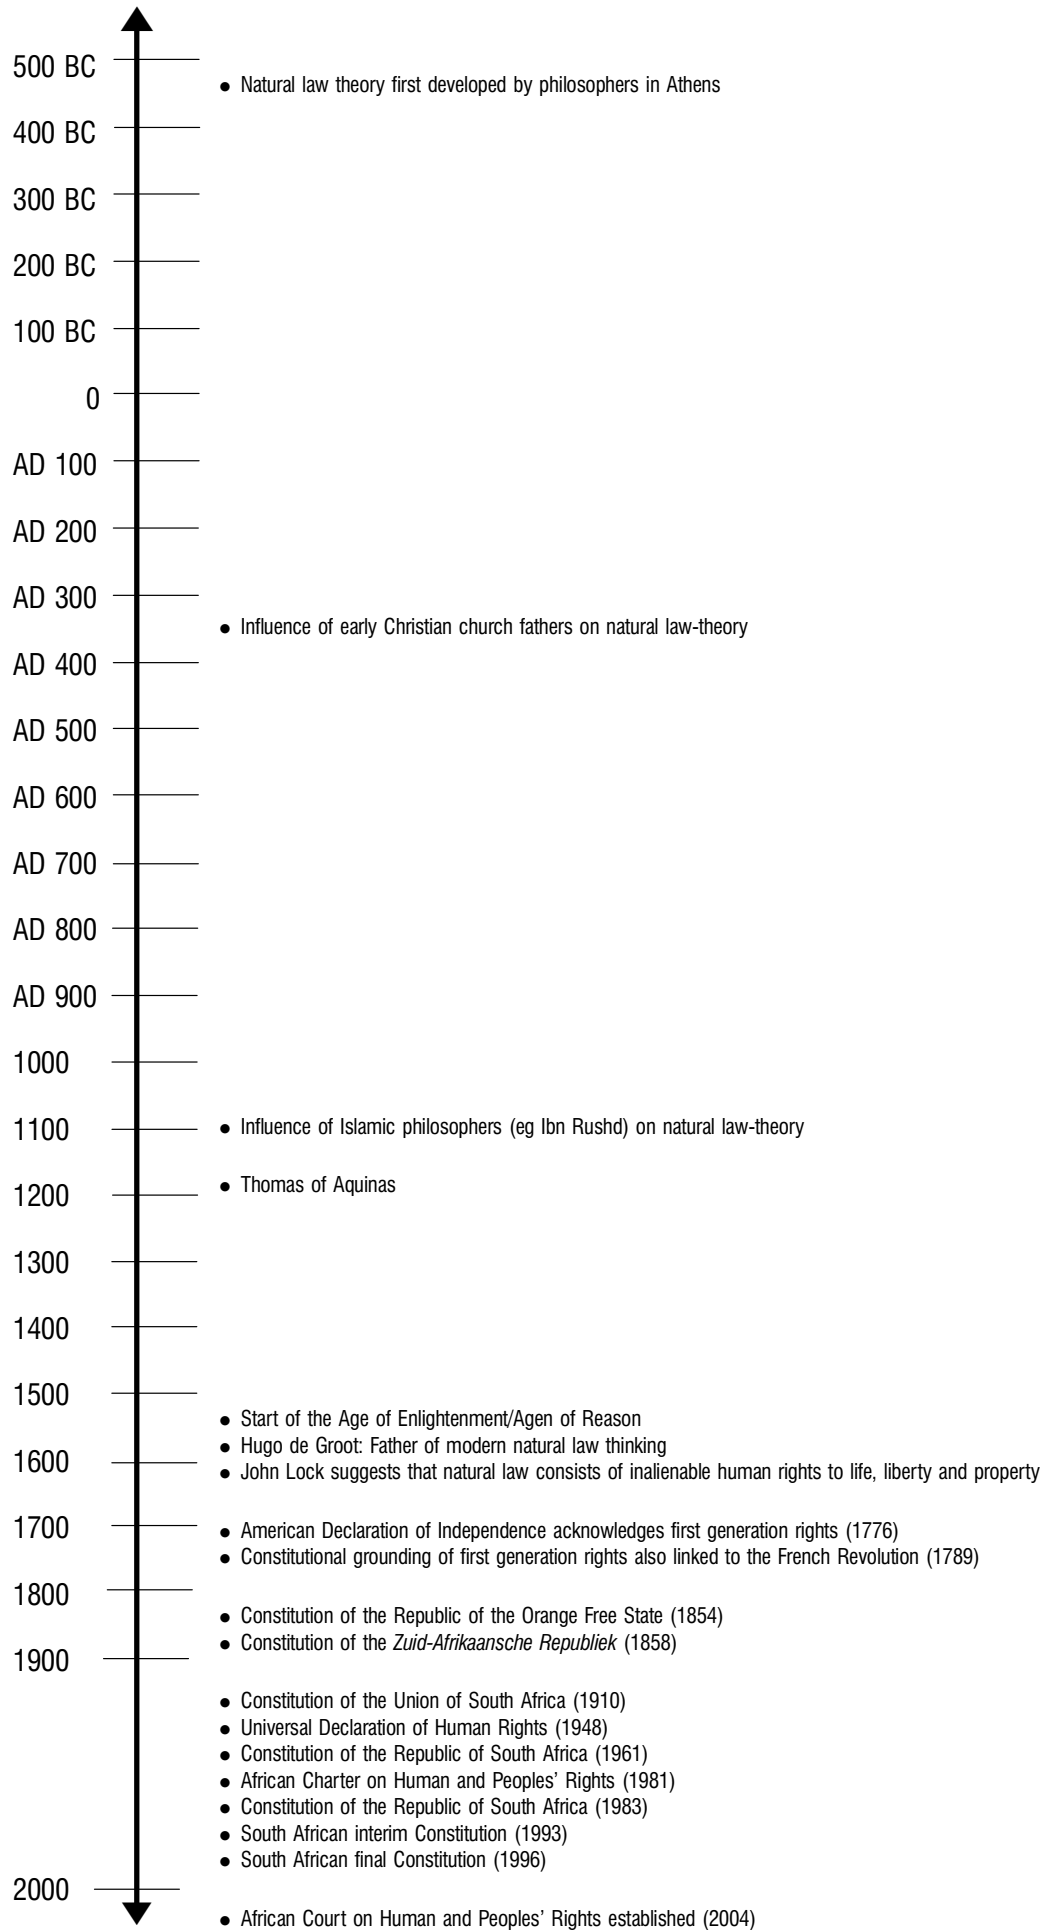 500 BC
● Natural law theory first developed by philosophers in Athens
400 BC
300 BC
200 BC
100 BC
0
AD 100
AD 200
AD 300
● Influence of early Christian church fathers on natural law-theory
AD 400
AD 500
AD 600
AD 700
AD 800
AD 900
1000
1100
● Influence of Islamic philosophers (eg Ibn Rushd) on natural law-theory
● Thomas of Aquinas
1200
1300
1400
1500
● Start of the Age of Enlightenment/Agen of Reason
● Hugo de Groot: Father of modern natural law thinking
1600
● John Lock suggests that natural law consists of inalienable human rights to life, liberty and property
1700
● American Declaration of Independence acknowledges first generation rights (1776)
● Constitutional grounding of first generation rights also linked to the French Revolution (1789)
1800
● Constitution of the Republic of the Orange Free State (1854)
● Constitution of the Zuid-Afrikaansche Republiek (1858)
1900
● Constitution of the Union of South Africa (1910)
● Universal Declaration of Human Rights (1948)
● Constitution of the Republic of South Africa (1961)
● African Charter on Human and Peoples’ Rights (1981)
● Constitution of the Republic of South Africa (1983)
● South African interim Constitution (1993)
● South African final Constitution (1996)
2000
● African Court on Human and Peoples’ Rights established (2004)